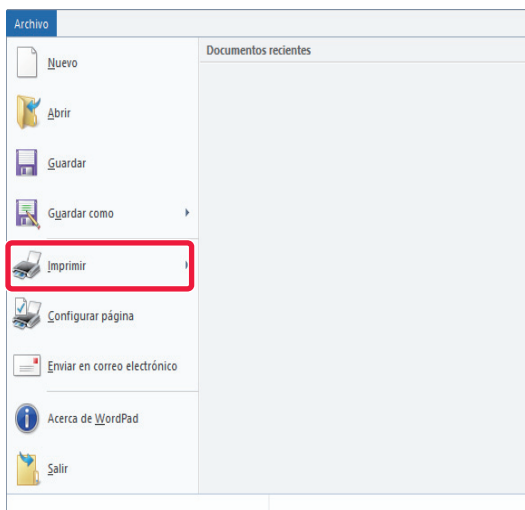 Archivo
Documentos recientes
Nuevo
Abrir
Guardar
Guardar como
Imprimir
Configurar página
Enviar en correo electrónico
Acerca de WordPad
Salir